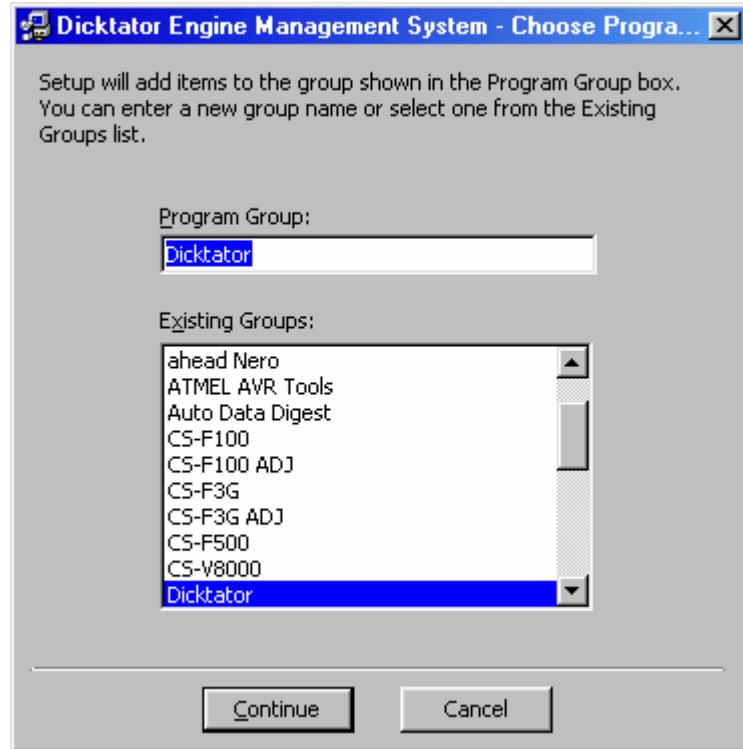 Dicktator Engine Management System - Choose Progra...
Setup will add items to the group shown in the Program Group box.
You can enter a new group name or select one from the Existing
Groups list.
Program Group:
Dicktator
Existing Groups:
ahead Nero
ATMEL AVR Tools
Auto Data Digest
CS-F100
CS-F100 ADJ
CS-F3G
CS-F3G ADJ
CS-F500
CS-V8000
Dicktator
Continue
Cancel